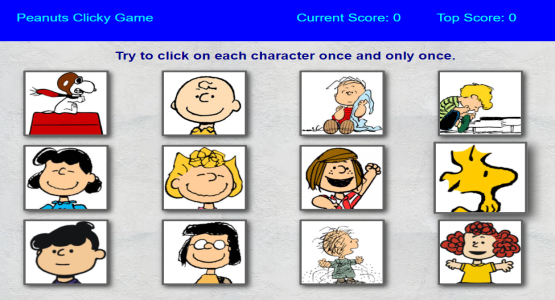 Peanuts Clicky Game
Current Score: 0
Top Score: 0
Try to click on each character once and only once.